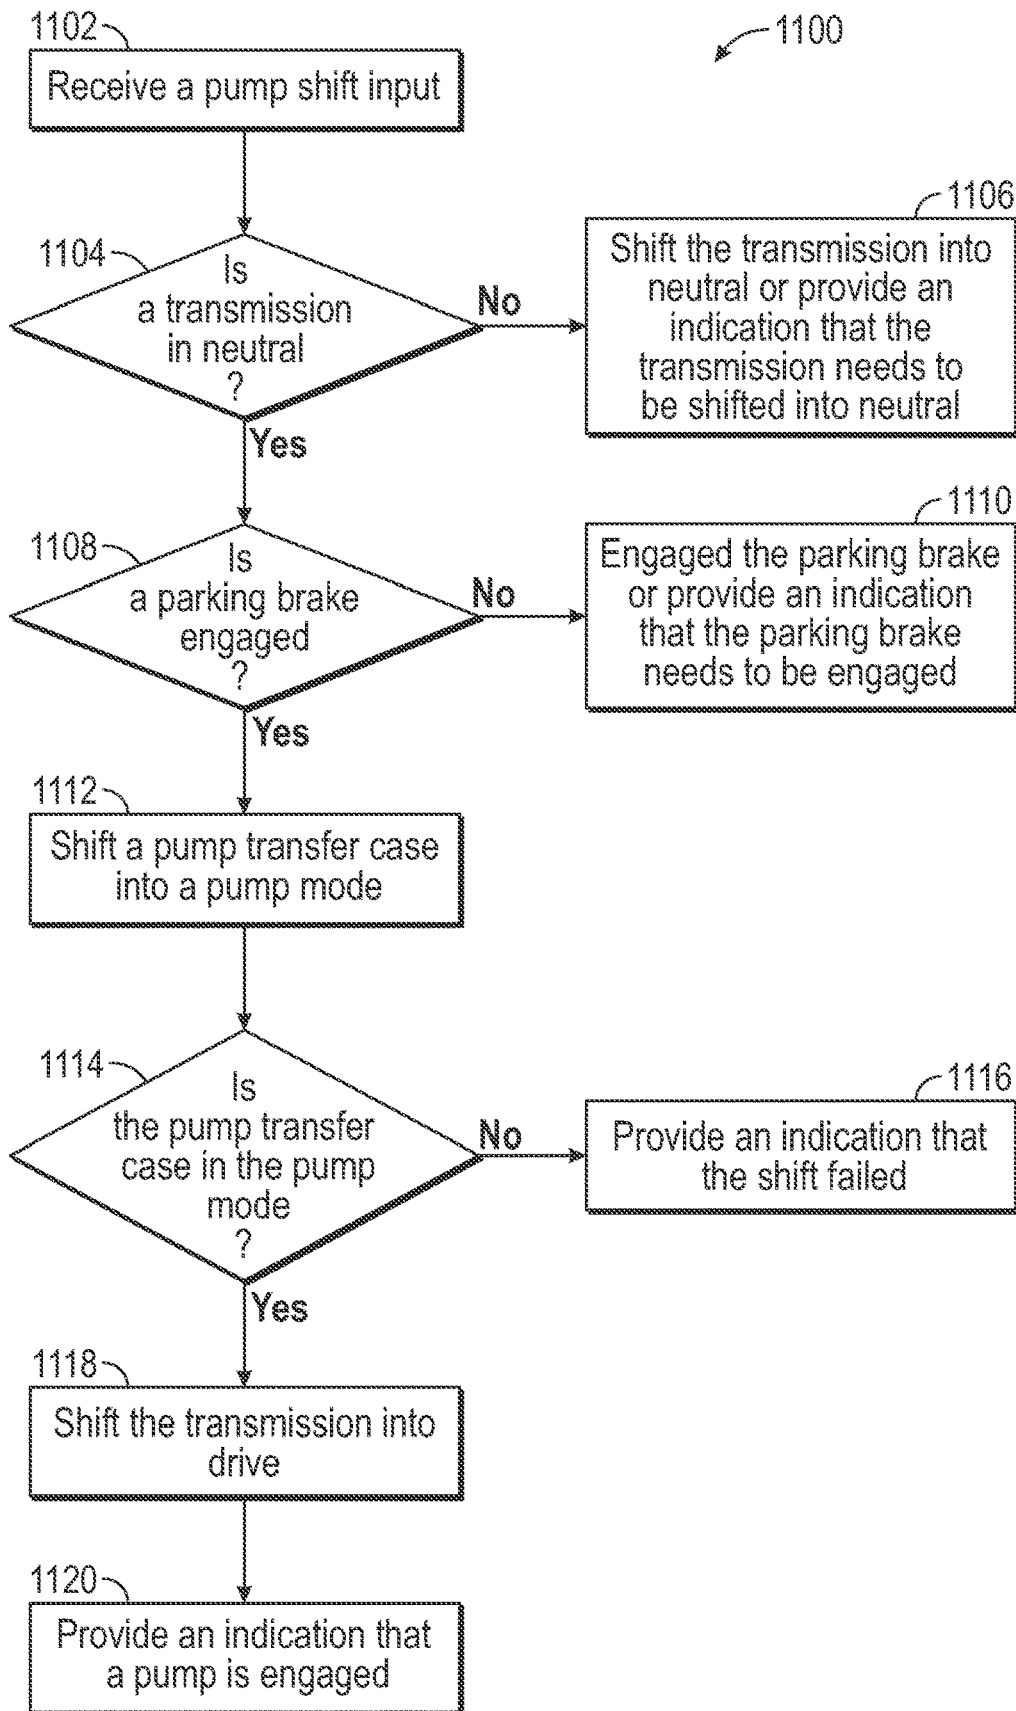 1102
1100
Receive a pump shift input
1106
1104
Is
a transmission
in neutral
?
No
Shift the transmission into
neutral or provide an
indication that the
transmission needs to
be shifted into neutral
Yes
1110
1108
Is
a parking brake
engaged
?
No
Engaged the parking brake
or provide an indication
that the parking brake
needs to be engaged
Yes
1112
Shift a pump transfer case
into a pump mode
1114
Is
the pump transfer
case in the pump
mode
?
No
1116
Provide an indication that
the shift failed
Yes
1118
Shift the transmission into
drive
1120
Provide an indication that
a pump is engaged